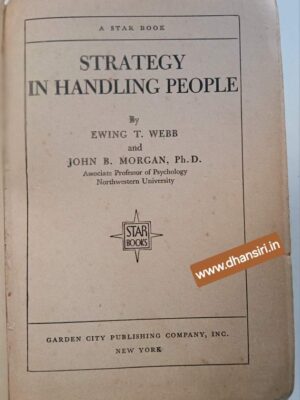 A STAR BOOK
STRATEGY
IN HANDLING PEOPLE
By
EWING T. WEBB
and
JOHN B. MORGAN, Ph.D.
Associate Professor of Psychology
Northwestern University
STAR
BOOKS
www.dhansiri.in
GARDEN CITY PUBLISHING COMPANY, INC.
NEW YORK